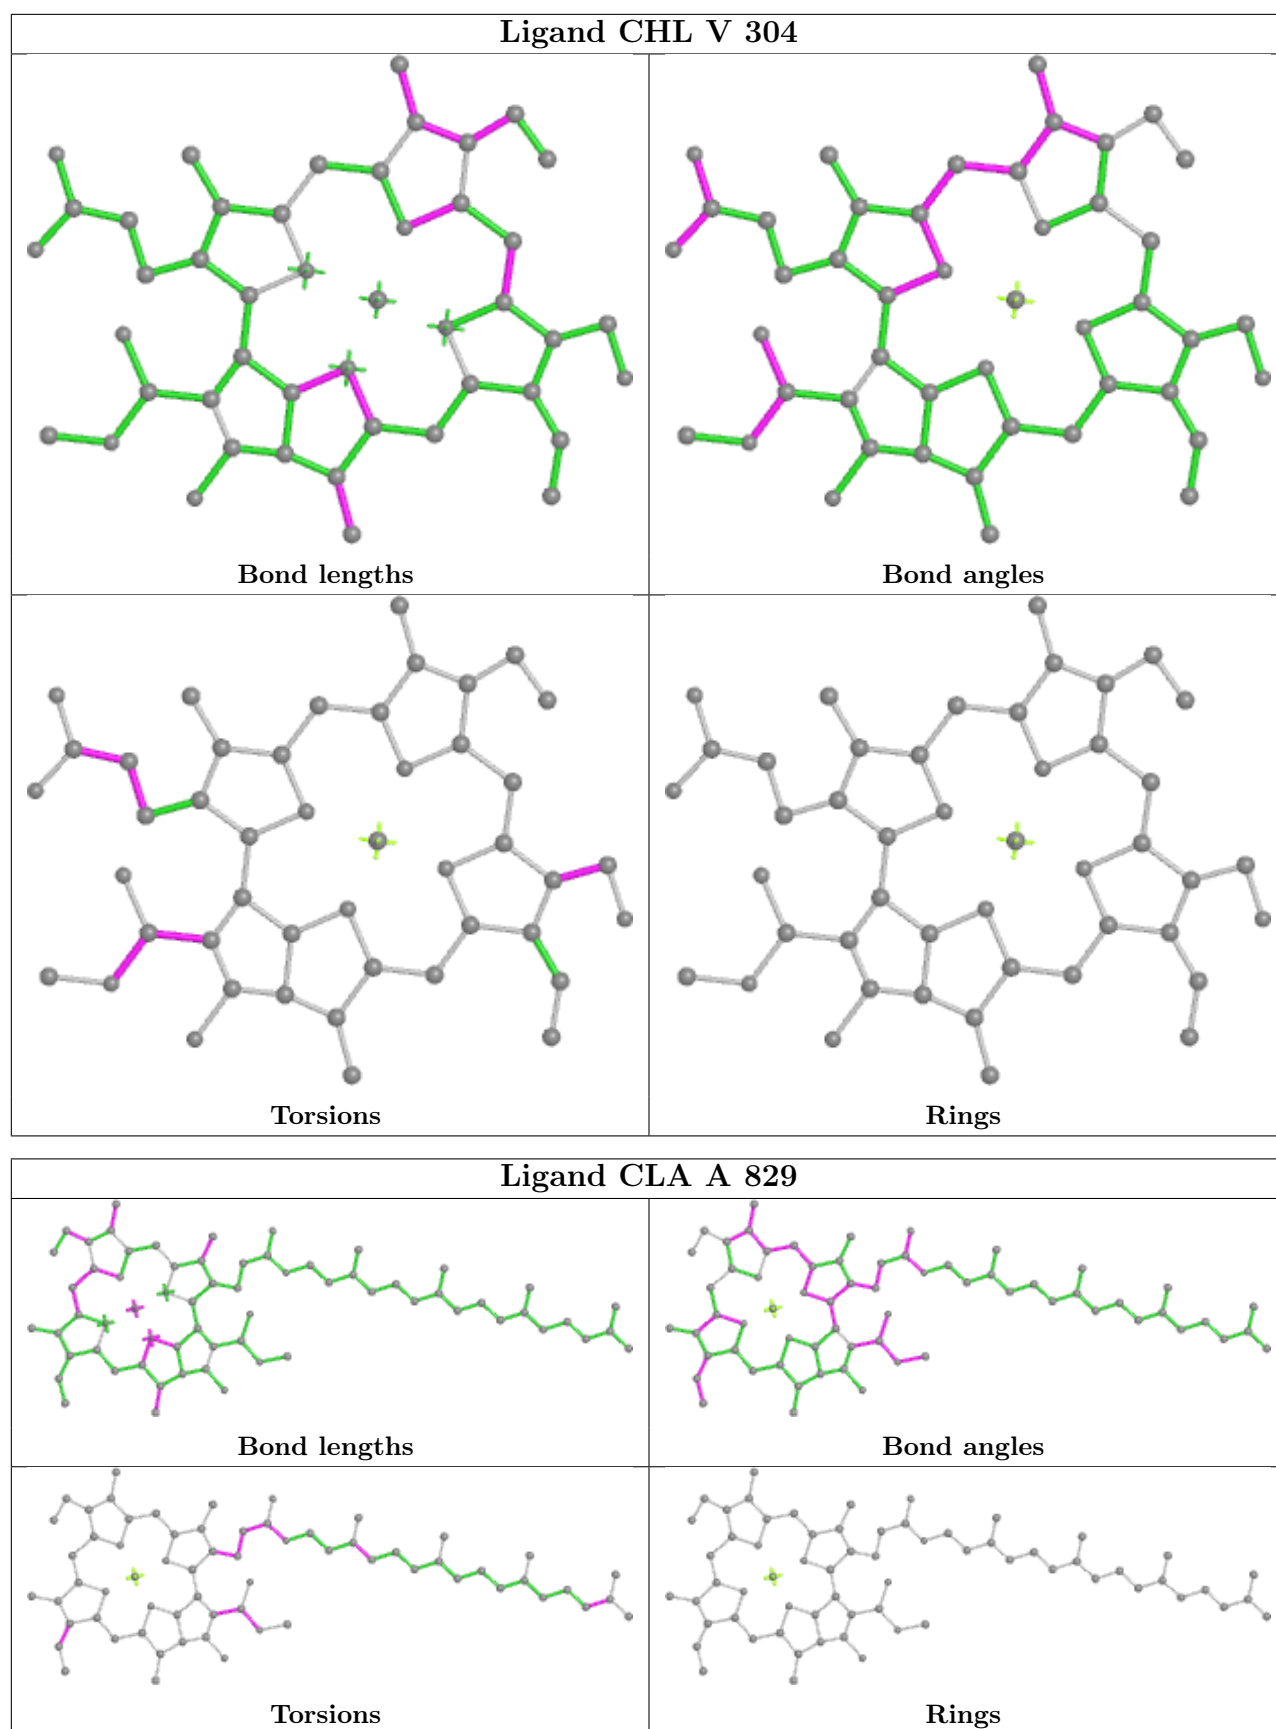 Ligand CHL V 304
Bond lengths
Bond angles
Torsions
Rings
Ligand CLA A 829
Bond lengths
Bond angles
Torsions
Rings